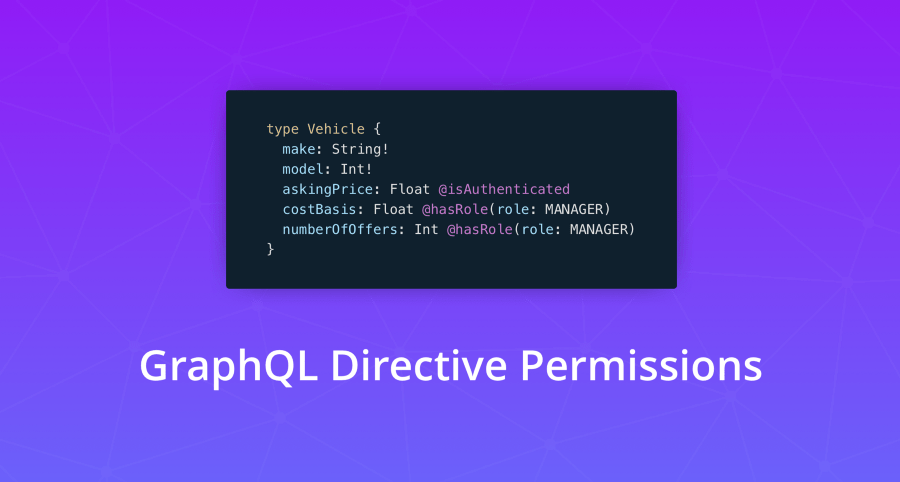 type Vehicle {
  make: String!
  model: Int!
  askingPrice: Float @isAuthenticated
  costBasis: Float @hasRole(role: MANAGER)
  numberOfOffers: Int @hasRole(role: MANAGER)
}
GraphQL Directive Permissions